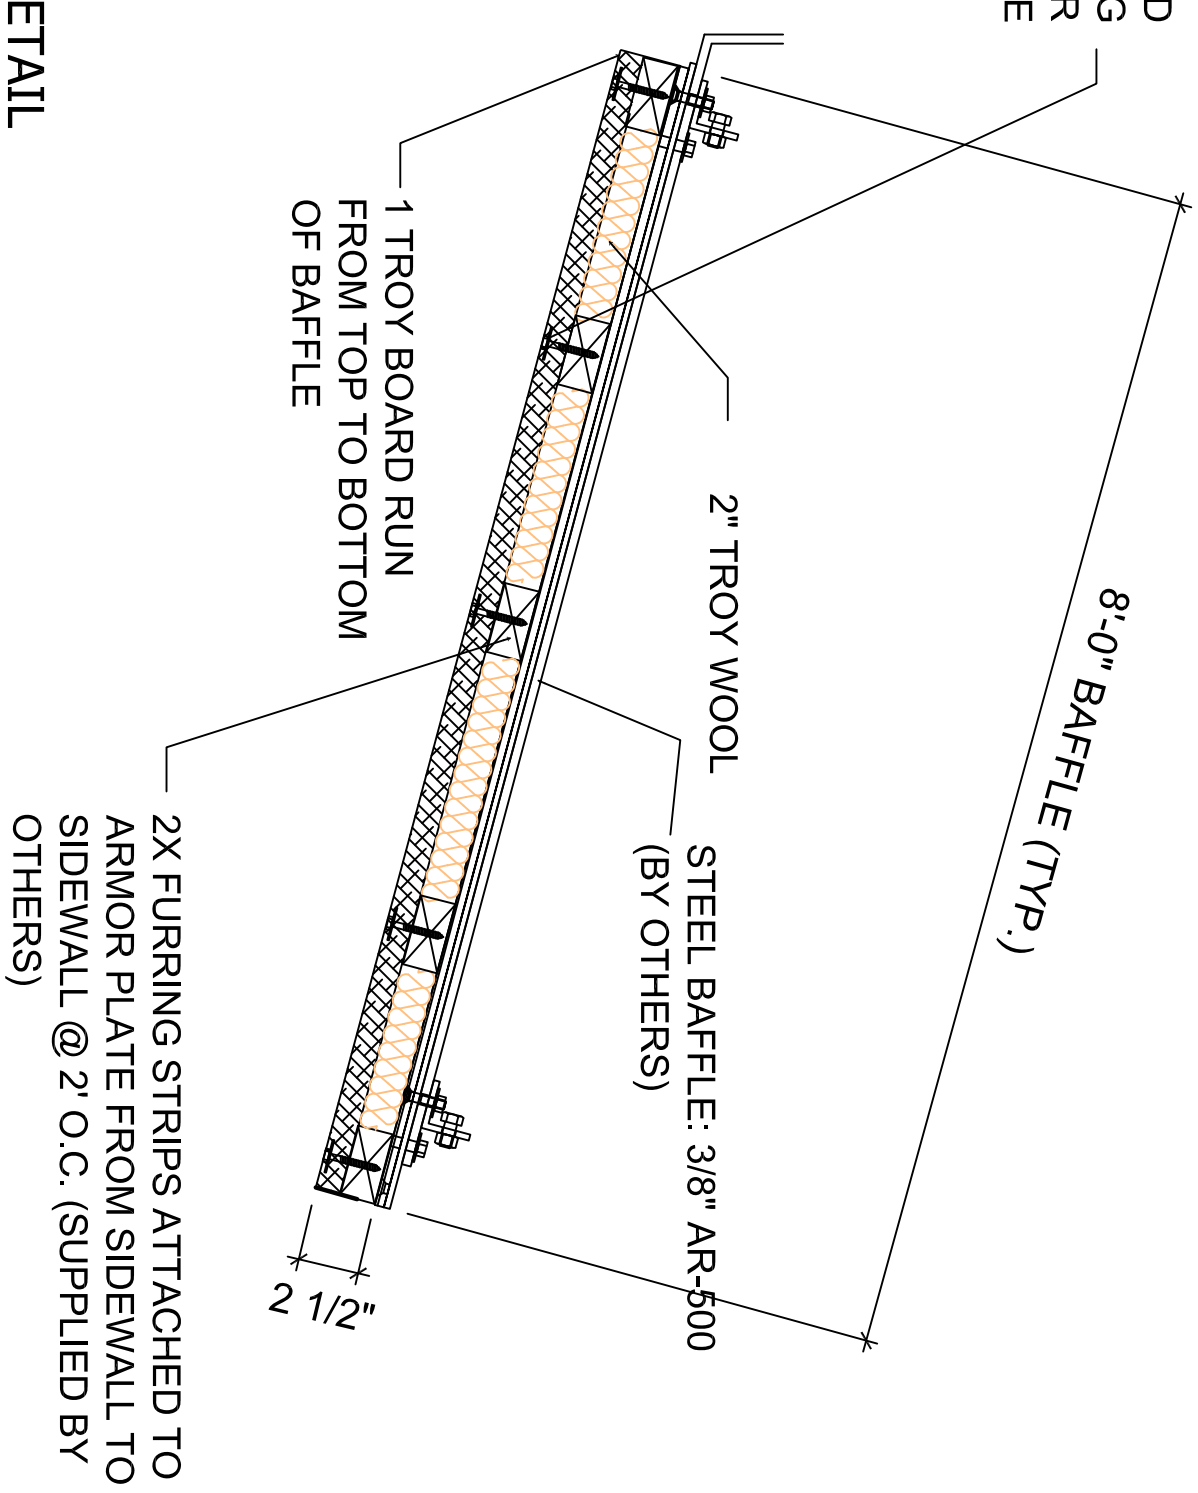 D
G
R
E
8'-0" BAFFLE (TYP.)
2" TROY WOOL
STEEL BAFFLE: 3/8" AR-500
(BY OTHERS)
1 TROY BOARD RUN
FROM TOP TO BOTTOM
OF BAFFLE
2 1/2"
2X FURRING STRIPS ATTACHED TO
ARMOR PLATE FROM SIDEWALL TO
SIDEWALL @ 2' O.C. (SUPPLIED BY
OTHERS)
ETAIL